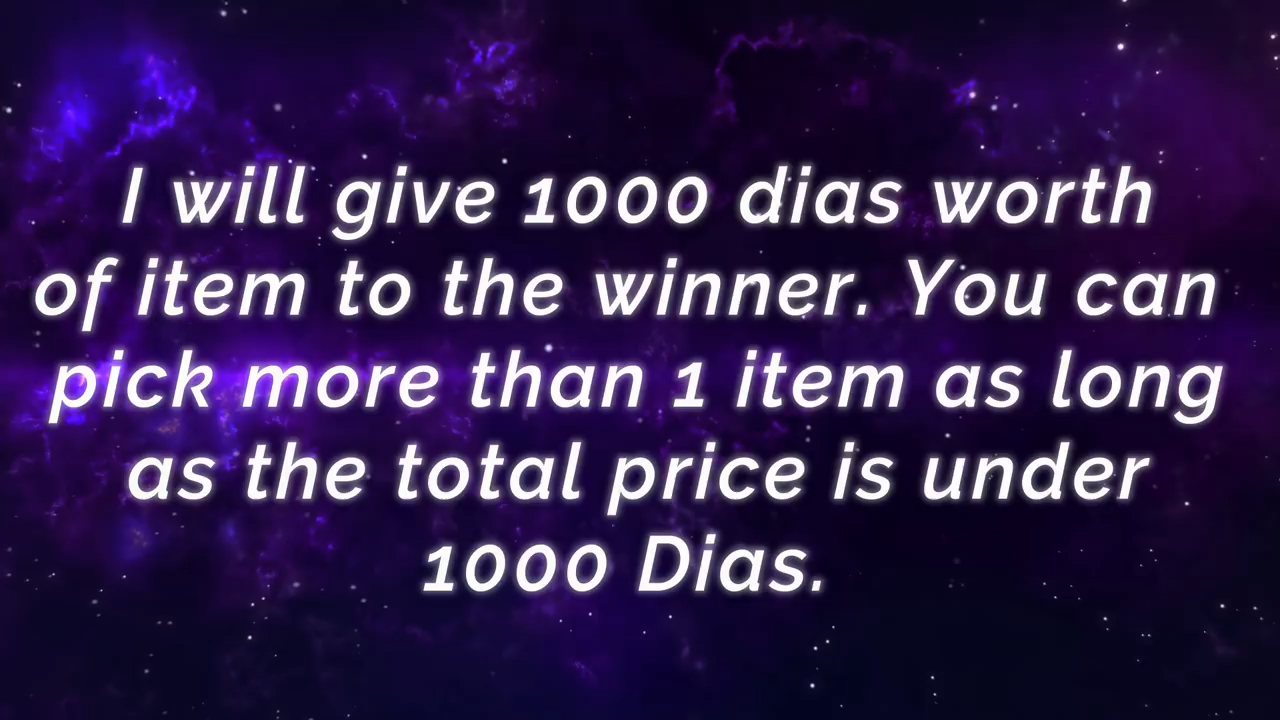 I will give 1000 dias worth
of item to the winner. You can
pick more than 1 item as long
as the total price is under
1000 Dias.